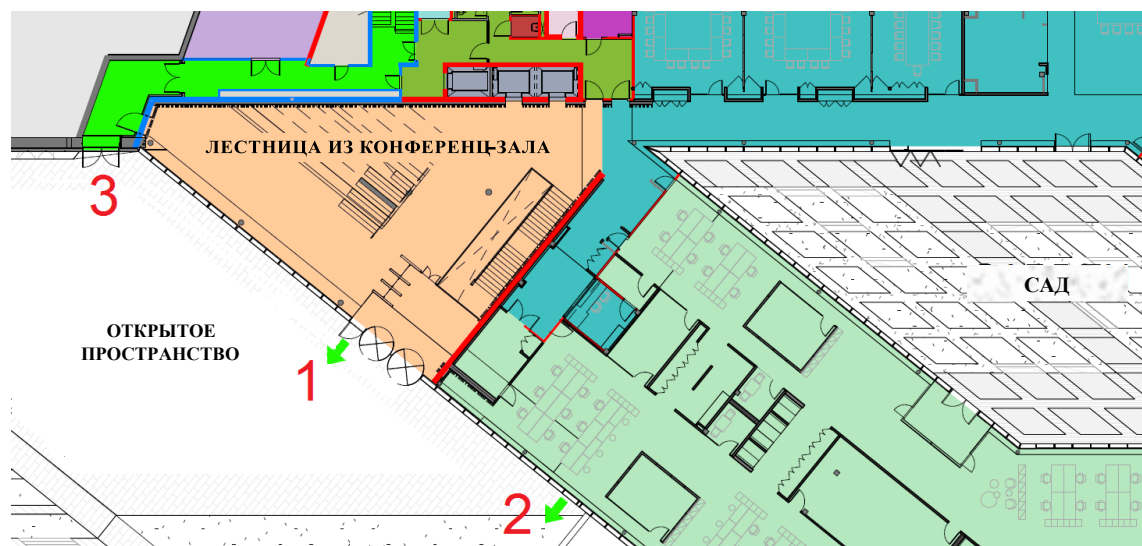 ЛЕСТНИЦА ИЗ КОНФЕРЕНЦ-ЗАЛА
3
САД
ОТКРЫТОЕ
ПРОСТРАНСТВО
1
2